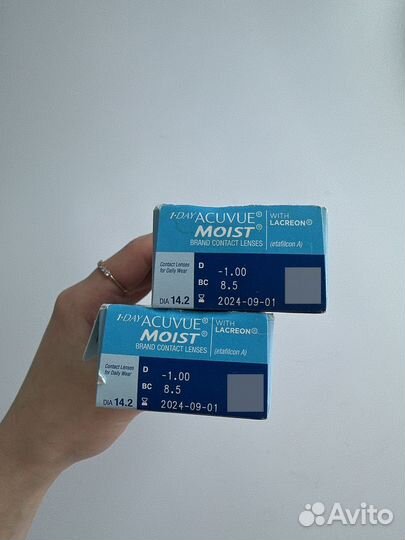 1-DAY ACUVUE® WITH
MOIST® LACREON®
BRAND CONTACT LENSES (etafilcon A)
Contact Lenses
for Daily Wear
D -1.00
BC 8.5
DIA 14.2 2024-09-01
1-DAY ACUVUE® WITH
MOIST® LACREON®
BRAND CONTACT LENSES (etafilcon A)
Contact Lenses
for Daily Wear
D -1.00
BC 8.5
DIA 14.2 2024-09-01
Avito